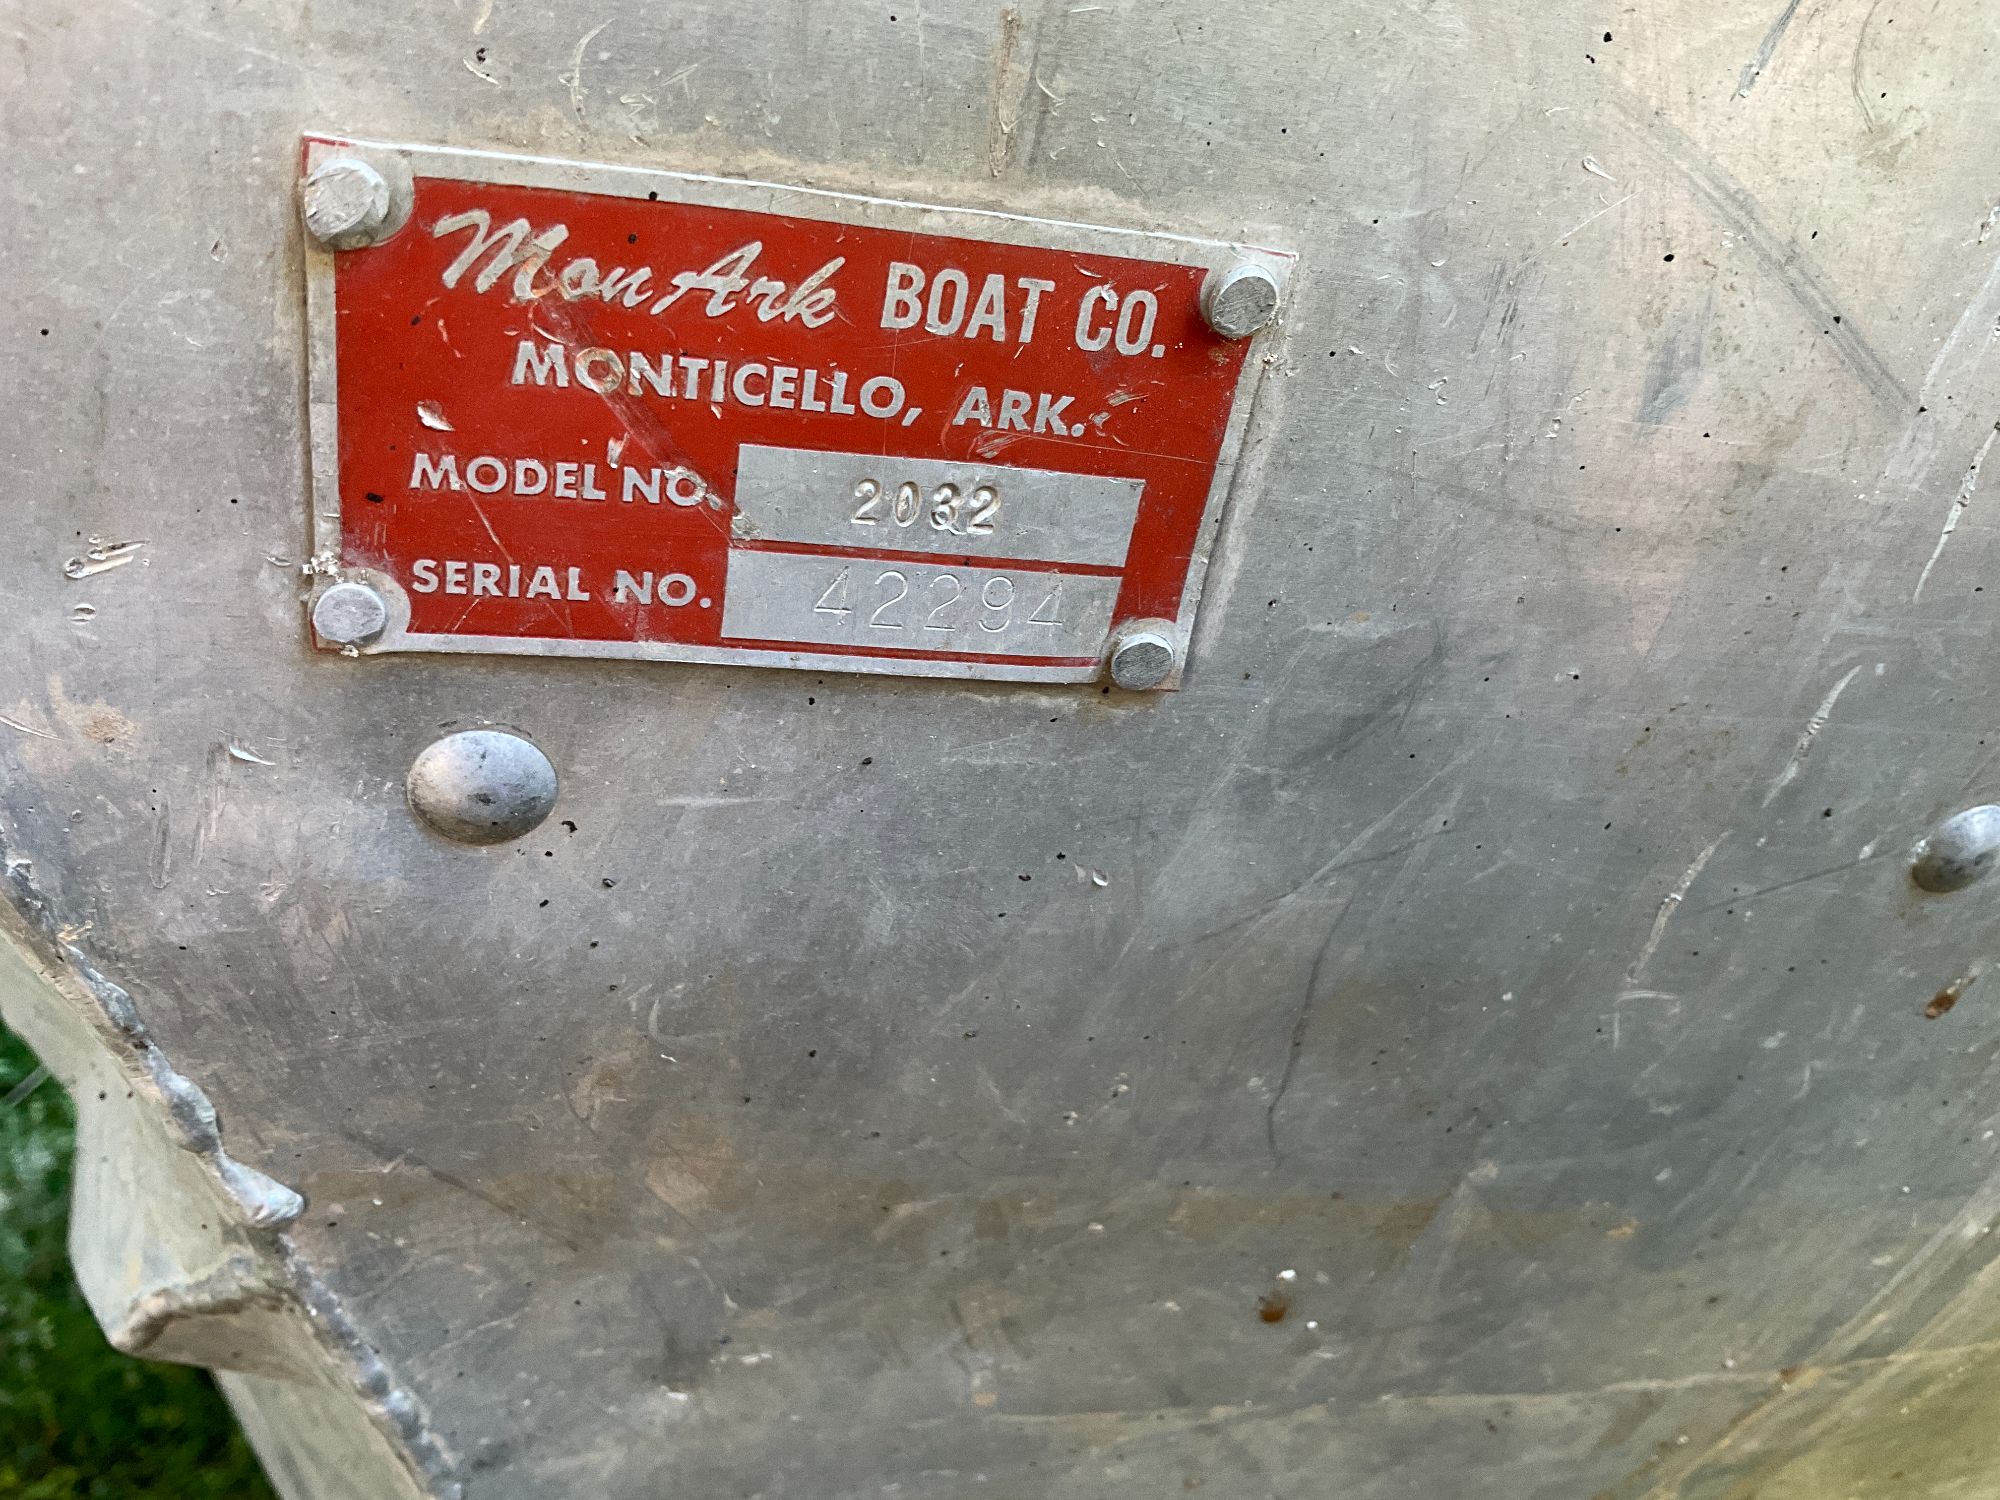 MonArk BOAT CO.
MONTICELLO, ARK.
MODEL NO. 2032
SERIAL NO. 42294